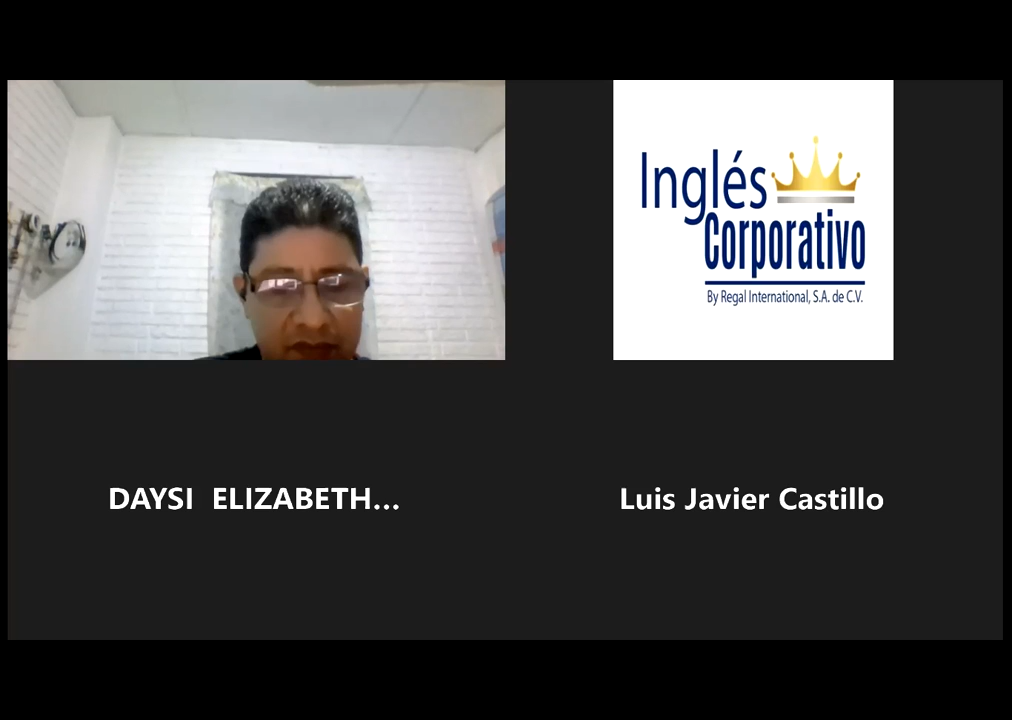 Inglés
Corporativo
By Regal International, S.A. de C.V.
DAYSI ELIZABETH...
Luis Javier Castillo